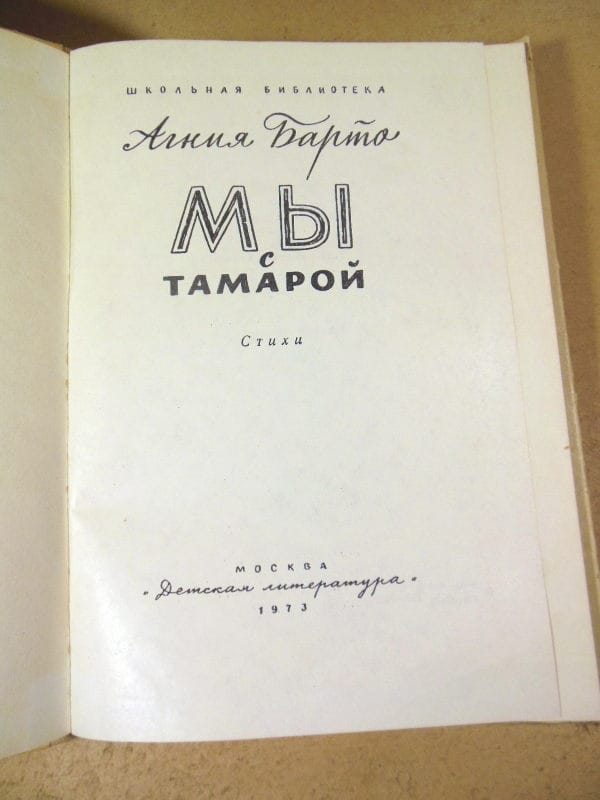 ШКОЛЬНАЯ БИБЛИОТЕКА
Агния Барто
МЫ
с
ТАМАРОЙ
Стихи
МОСКВА
"Детская литература"
1973